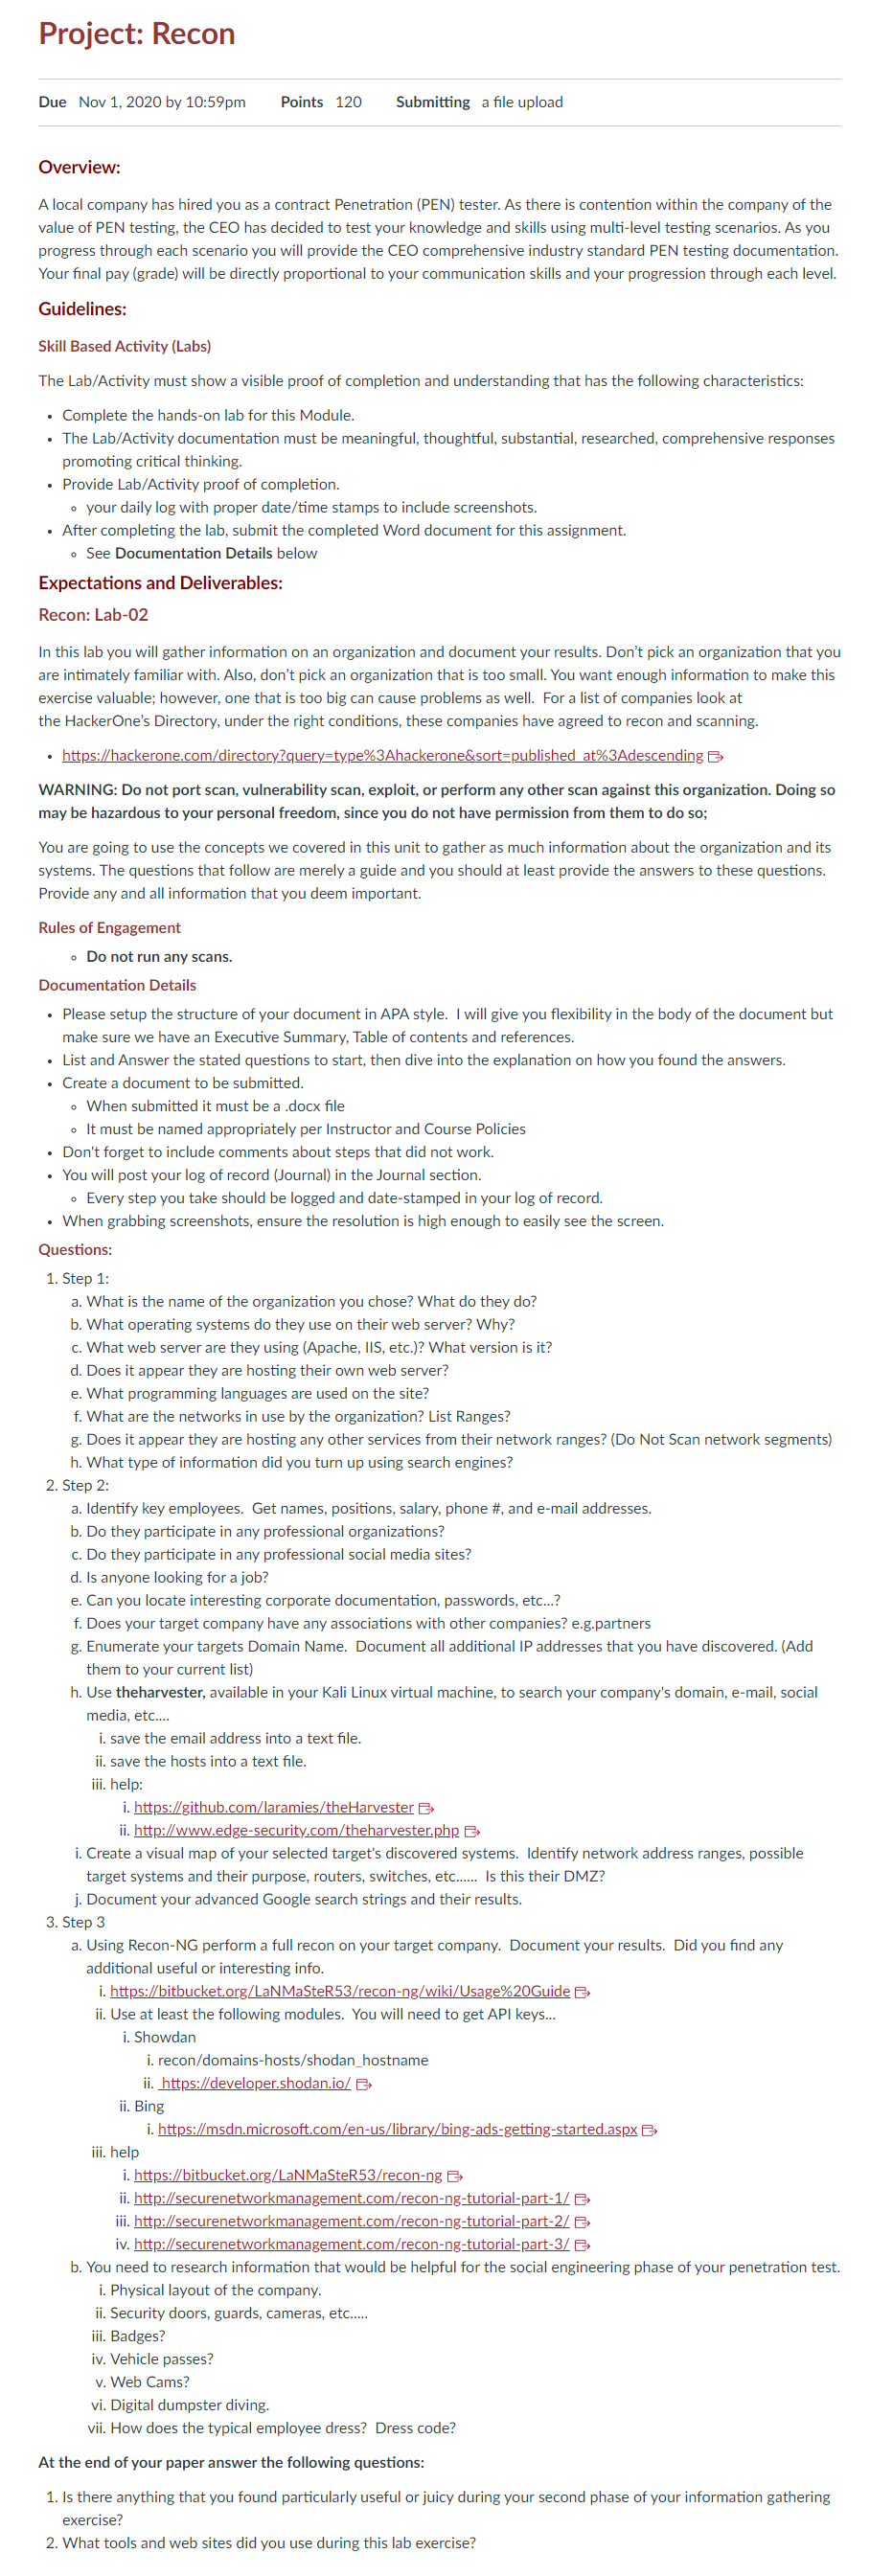 Project: Recon
Due Nov 1, 2020 by 10:59pm Points 120 Submitting a file upload
Overview:
A local company has hired you as a contract Penetration (PEN) tester. As there is contention within the company of the
value of PEN testing, the CEO has decided to test your knowledge and skills using multi-level testing scenarios. As you
progress through each scenario you will provide the CEO comprehensive industry standard PEN testing documentation.
Your final pay (grade) will be directly proportional to your communication skills and your progression through each level.
Guidelines:
Skill Based Activity (Labs)
The Lab/Activity must show a visible proof of completion and understanding that has the following characteristics:
• Complete the hands-on lab for this Module.
• The Lab/Activity documentation must be meaningful, thoughtful, substantial, researched, comprehensive responses
promoting critical thinking.
• Provide Lab/Activity proof of completion.
◦ your daily log with proper date/time stamps to include screenshots.
• After completing the lab, submit the completed Word document for this assignment.
◦ See Documentation Details below
Expectations and Deliverables:
Recon: Lab-02
In this lab you will gather information on an organization and document your results. Don't pick an organization that you
are intimately familiar with. Also, don't pick an organization that is too small. You want enough information to make this
exercise valuable; however, one that is too big can cause problems as well. For a list of companies look at
the HackerOne's Directory, under the right conditions, these companies have agreed to recon and scanning.
• https://hackerone.com/directory?query=type%3Ahackerone&sort=published_at%3Adescending
WARNING: Do not port scan, vulnerability scan, exploit, or perform any other scan against this organization. Doing so
may be hazardous to your personal freedom, since you do not have permission from them to do so;
You are going to use the concepts we covered in this unit to gather as much information about the organization and its
systems. The questions that follow are merely a guide and you should at least provide the answers to these questions.
Provide any and all information that you deem important.
Rules of Engagement
◦ Do not run any scans.
Documentation Details
• Please setup the structure of your document in APA style. I will give you flexibility in the body of the document but
make sure we have an Executive Summary, Table of contents and references.
• List and Answer the stated questions to start, then dive into the explanation on how you found the answers.
• Create a document to be submitted.
◦ When submitted it must be a .docx file
◦ It must be named appropriately per Instructor and Course Policies
• Don't forget to include comments about steps that did not work.
• You will post your log of record (Journal) in the Journal section.
◦ Every step you take should be logged and date-stamped in your log of record.
• When grabbing screenshots, ensure the resolution is high enough to easily see the screen.
Questions:
1. Step 1:
a. What is the name of the organization you chose? What do they do?
b. What operating systems do they use on their web server? Why?
c. What web server are they using (Apache, IIS, etc.)? What version is it?
d. Does it appear they are hosting their own web server?
e. What programming languages are used on the site?
f. What are the networks in use by the organization? List Ranges?
g. Does it appear they are hosting any other services from their network ranges? (Do Not Scan network segments)
h. What type of information did you turn up using search engines?
2. Step 2:
a. Identify key employees. Get names, positions, salary, phone #, and e-mail addresses.
b. Do they participate in any professional organizations?
c. Do they participate in any professional social media sites?
d. Is anyone looking for a job?
e. Can you locate interesting corporate documentation, passwords, etc...?
f. Does your target company have any associations with other companies? e.g.partners
g. Enumerate your targets Domain Name. Document all additional IP addresses that you have discovered. (Add
them to your current list)
h. Use theharvester, available in your Kali Linux virtual machine, to search your company's domain, e-mail, social
media, etc....
i. save the email address into a text file.
ii. save the hosts into a text file.
iii. help:
i. https://github.com/laramies/theHarvester
ii. http://www.edge-security.com/theharvester.php
i. Create a visual map of your selected target's discovered systems. Identify network address ranges, possible
target systems and their purpose, routers, switches, etc...... Is this their DMZ?
j. Document your advanced Google search strings and their results.
3. Step 3
a. Using Recon-NG perform a full recon on your target company. Document your results. Did you find any
additional useful or interesting info.
i. https://bitbucket.org/LaNMaSteR53/recon-ng/wiki/Usage%20Guide
ii. Use at least the following modules. You will need to get API keys...
i. Showdan
i. recon/domains-hosts/shodan_hostname
ii. https://developer.shodan.io/
ii. Bing
i. https://msdn.microsoft.com/en-us/library/bing-ads-getting-started.aspx
iii. help
i. https://bitbucket.org/LaNMaSteR53/recon-ng
ii. http://securenetworkmanagement.com/recon-ng-tutorial-part-1/
iii. http://securenetworkmanagement.com/recon-ng-tutorial-part-2/
iv. http://securenetworkmanagement.com/recon-ng-tutorial-part-3/
b. You need to research information that would be helpful for the social engineering phase of your penetration test.
i. Physical layout of the company.
ii. Security doors, guards, cameras, etc.....
iii. Badges?
iv. Vehicle passes?
v. Web Cams?
vi. Digital dumpster diving.
vii. How does the typical employee dress? Dress code?
At the end of your paper answer the following questions:
1. Is there anything that you found particularly useful or juicy during your second phase of your information gathering
exercise?
2. What tools and web sites did you use during this lab exercise?